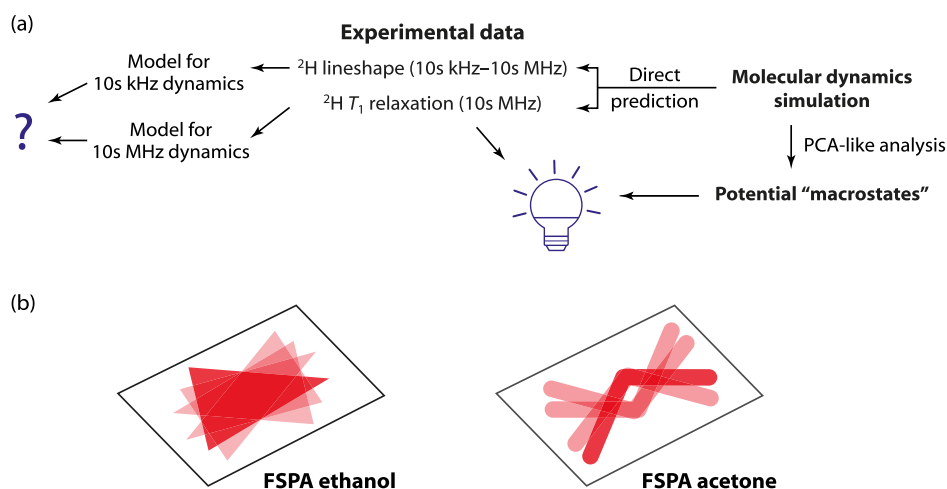 (a)
Experimental data
Model for
10s kHz dynamics
²H lineshape (10s kHz–10s MHz)
²H T₁ relaxation (10s MHz)
Direct
prediction
Molecular dynamics
simulation
?
Model for
10s MHz dynamics
PCA-like analysis
Potential “macrostates”
(b)
FSPA ethanol
FSPA acetone